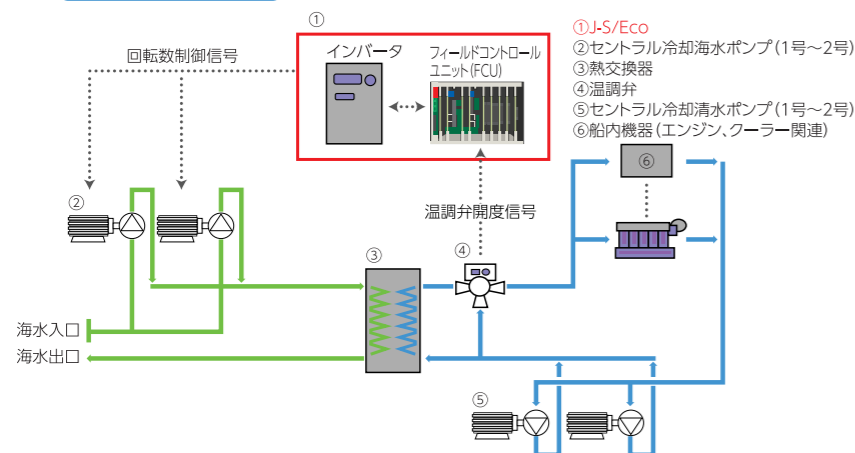 ①
①J-S/Eco
②セントラル冷却海水ポンプ(1号～2号)
③熱交換器
④温調弁
⑤セントラル冷却清水ポンプ(1号～2号)
⑥船内機器(エンジン、クーラー関連)
回転数制御信号
インバータ
フィールドコントロール
ユニット(FCU)
⑥
②
温調弁開度信号
③
④
海水入口
海水出口
⑤